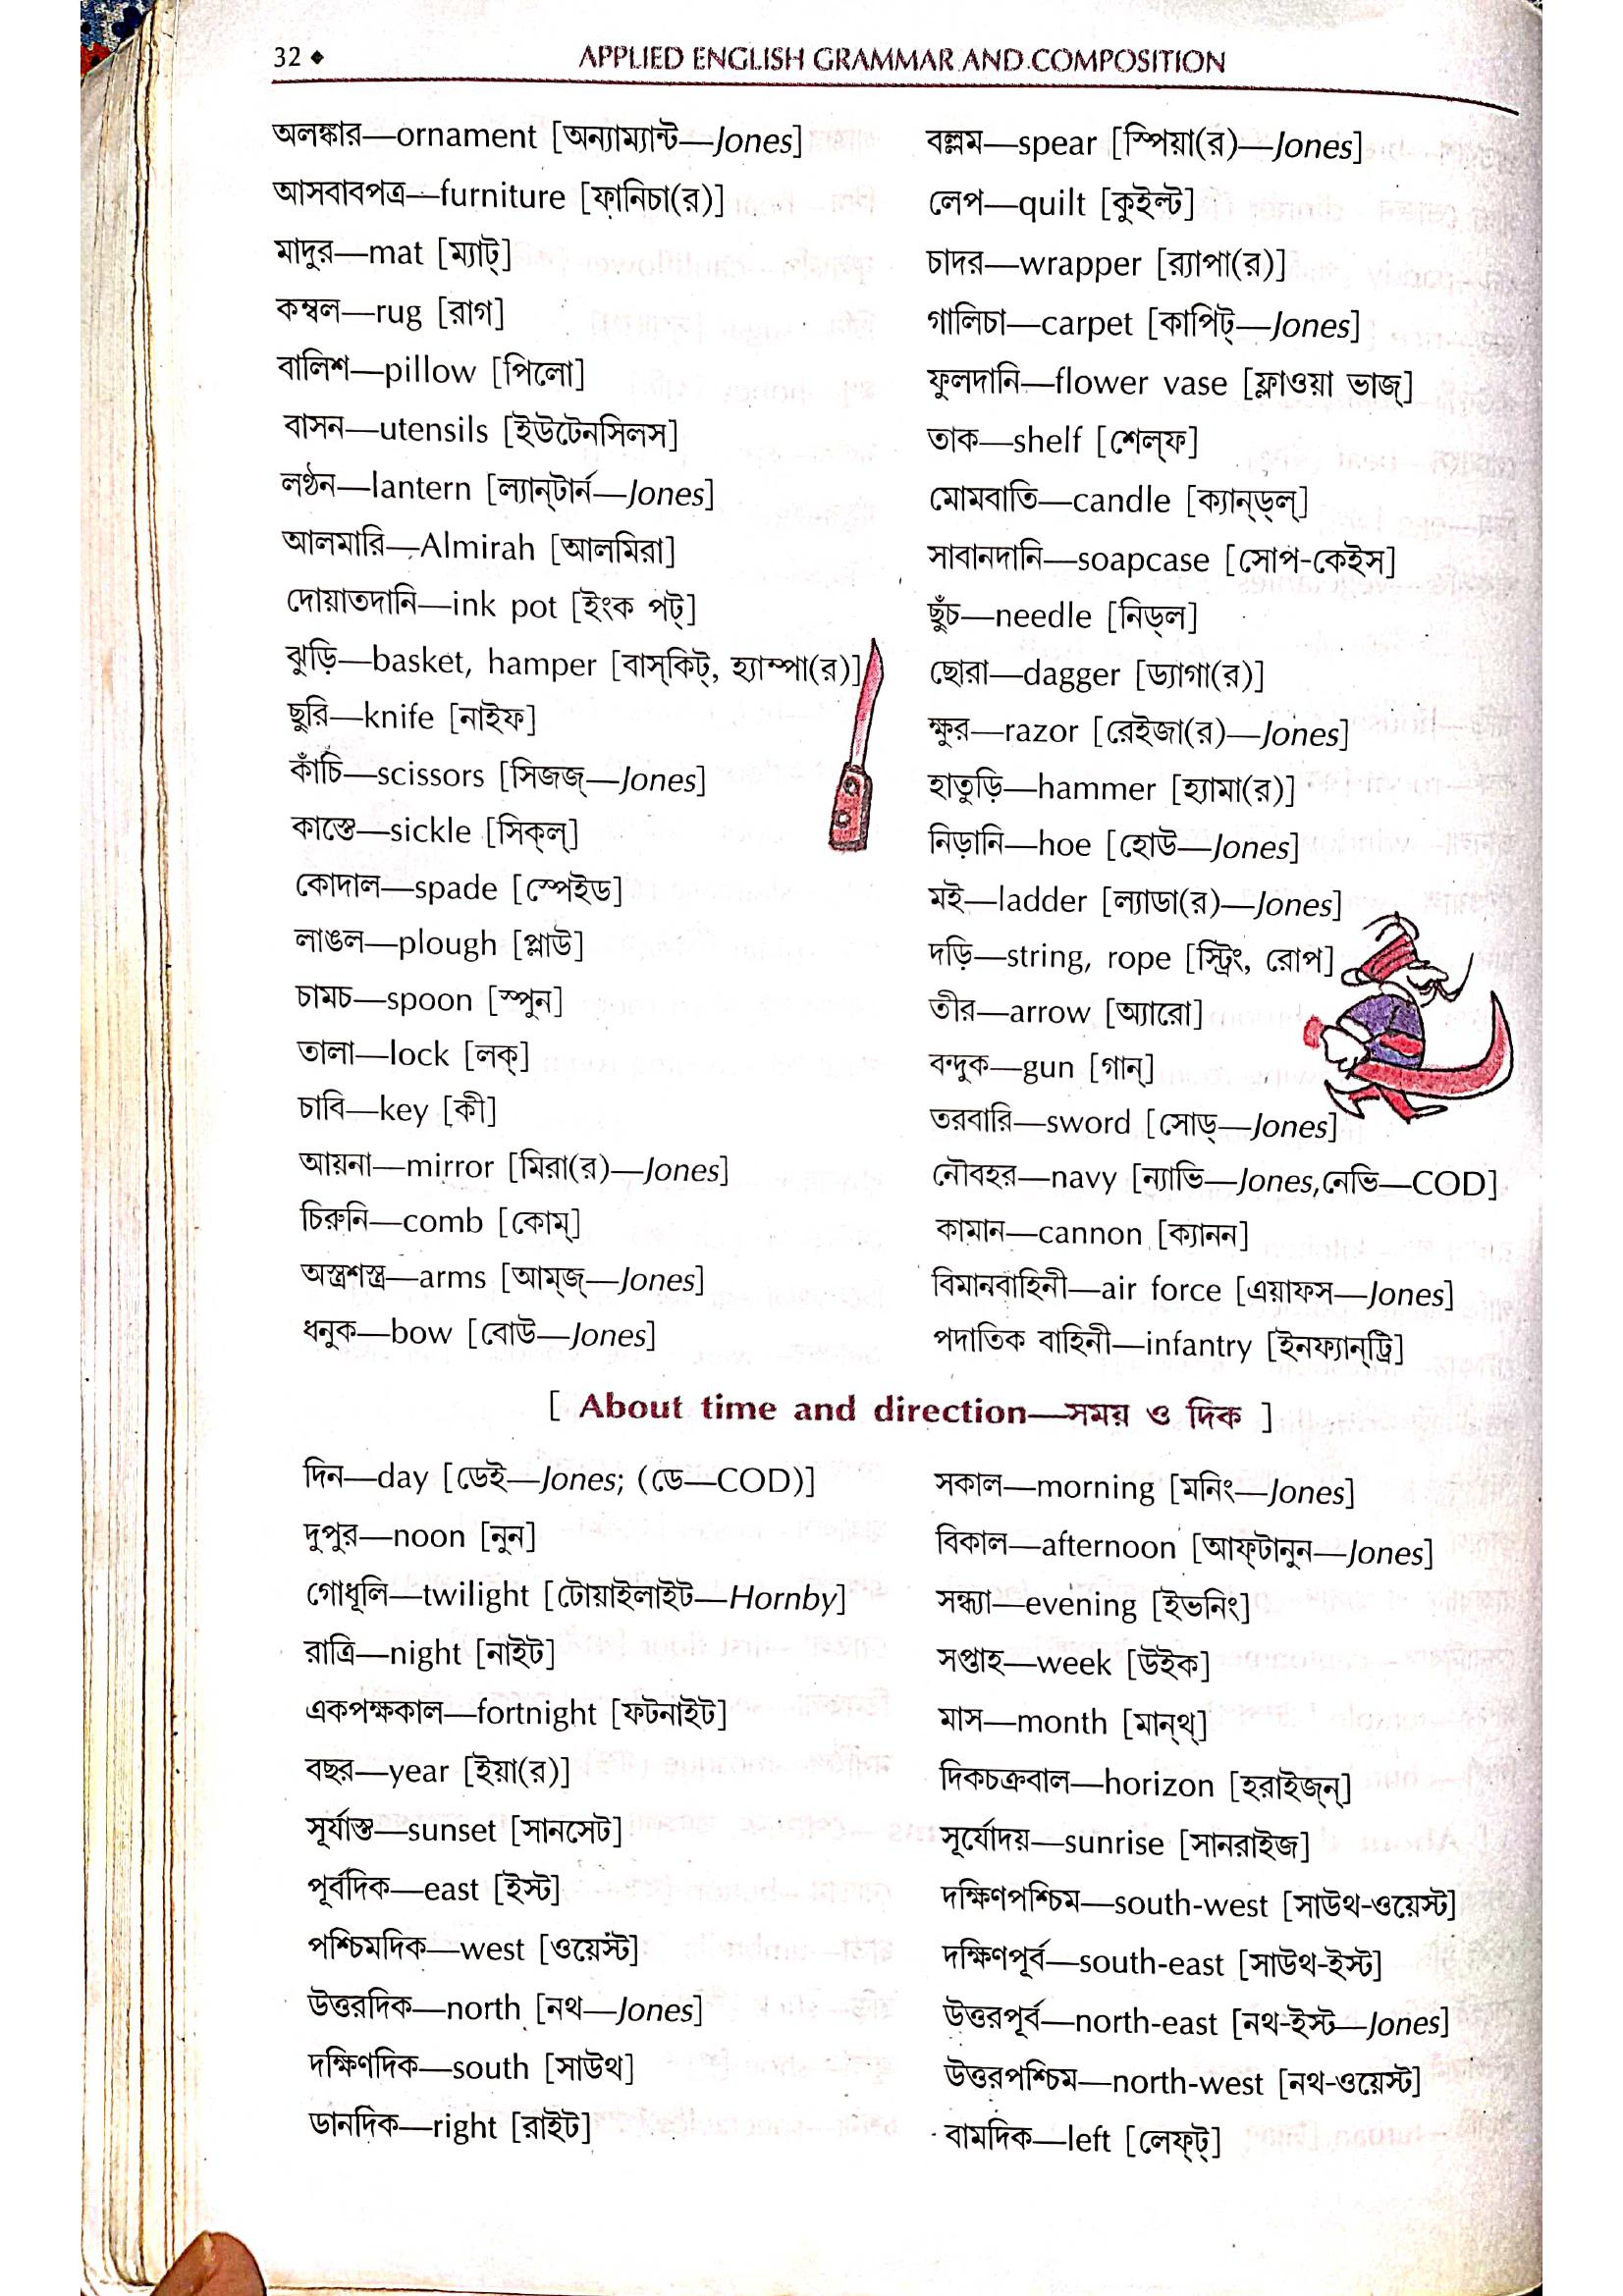 32 ◆ APPLIED ENGLISH GRAMMAR AND COMPOSITION
অলঙ্কার—ornament [অন্যাম্যান্ট—Jones]
আসবাবপত্র—furniture [ফানিচা(র)]
মাদুর—mat [ম্যাট্]
কম্বল—rug [রাগ]
বালিশ—pillow [পিলো]
বাসন—utensils [ইউটেনসিলস]
লণ্ঠন—lantern [ল্যান্‌টার্ন—Jones]
আলমারি—Almirah [আলমিরা]
দোয়াতদানি—ink pot [ইংক পট্]
ঝুড়ি—basket, hamper [বাস্‌কিট্, হ্যাম্পা(র)]
ছুরি—knife [নাইফ]
কাঁচি—scissors [সিজজ্—Jones]
কাস্তে—sickle [সিক্‌ল্]
কোদাল—spade [স্পেইড]
লাঙল—plough [প্লাউ]
চামচ—spoon [স্পুন]
তালা—lock [লক্]
চাবি—key [কী]
আয়না—mirror [মিরা(র)—Jones]
চিরুনি—comb [কোম্]
অস্ত্রশস্ত্র—arms [আম্‌জ্—Jones]
ধনুক—bow [বোউ—Jones]
বল্লম—spear [স্পিয়া(র)—Jones]
লেপ—quilt [কুইল্ট]
চাদর—wrapper [র‍্যাপা(র)]
গালিচা—carpet [কাপিট্—Jones]
ফুলদানি—flower vase [ফ্লাওয়া ভাজ্]
তাক—shelf [শেল্‌ফ]
মোমবাতি—candle [ক্যান্‌ড্‌ল্]
সাবানদানি—soapcase [সোপ-কেইস]
ছুঁচ—needle [নিড্‌ল]
ছোরা—dagger [ড্যাগা(র)]
ক্ষুর—razor [রেইজা(র)—Jones]
হাতুড়ি—hammer [হ্যামা(র)]
নিড়ানি—hoe [হোউ—Jones]
মই—ladder [ল্যাডা(র)—Jones]
দড়ি—string, rope [স্ট্রিং, রোপ]
তীর—arrow [অ্যারো]
বন্দুক—gun [গান্]
তরবারি—sword [সোড্—Jones]
নৌবহর—navy [ন্যাভি—Jones,নেভি—COD]
কামান—cannon [ক্যানন]
বিমানবাহিনী—air force [এয়াফস—Jones]
পদাতিক বাহিনী—infantry [ইনফ্যান্‌ট্রি]
[ About time and direction—সময় ও দিক ]
দিন—day [ডেই—Jones; (ডে—COD)]
দুপুর—noon [নুন]
গোধূলি—twilight [টোয়াইলাইট—Hornby]
রাত্রি—night [নাইট]
একপক্ষকাল—fortnight [ফটনাইট]
বছর—year [ইয়া(র)]
সূর্যাস্ত—sunset [সানসেট]
পূর্বদিক—east [ইস্ট]
পশ্চিমদিক—west [ওয়েস্ট]
উত্তরদিক—north [নথ—Jones]
দক্ষিণদিক—south [সাউথ]
ডানদিক—right [রাইট]
সকাল—morning [মনিং—Jones]
বিকাল—afternoon [আফ্‌টানুন—Jones]
সন্ধ্যা—evening [ইভনিং]
সপ্তাহ—week [উইক]
মাস—month [মান্‌থ্]
দিকচক্রবাল—horizon [হরাইজ্‌ন্]
সূর্যোদয়—sunrise [সানরাইজ]
দক্ষিণপশ্চিম—south-west [সাউথ-ওয়েস্ট]
দক্ষিণপূর্ব—south-east [সাউথ-ইস্ট]
উত্তরপূর্ব—north-east [নথ-ইস্ট—Jones]
উত্তরপশ্চিম—north-west [নথ-ওয়েস্ট]
বামদিক—left [লেফ্‌ট্]